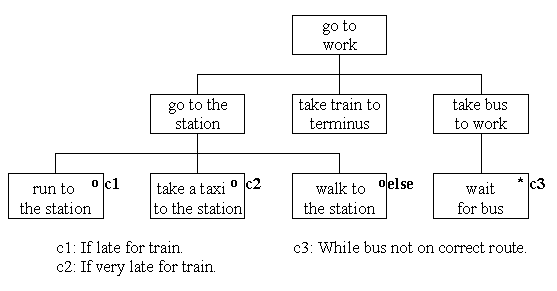 go to
work
go to the
station
take train to
terminus
take bus
to work
run to
the station
o c1
take a taxi
to the station
o c2
walk to
the station
o else
wait
for bus
* c3
c1: If late for train.
c2: If very late for train.
c3: While bus not on correct route.